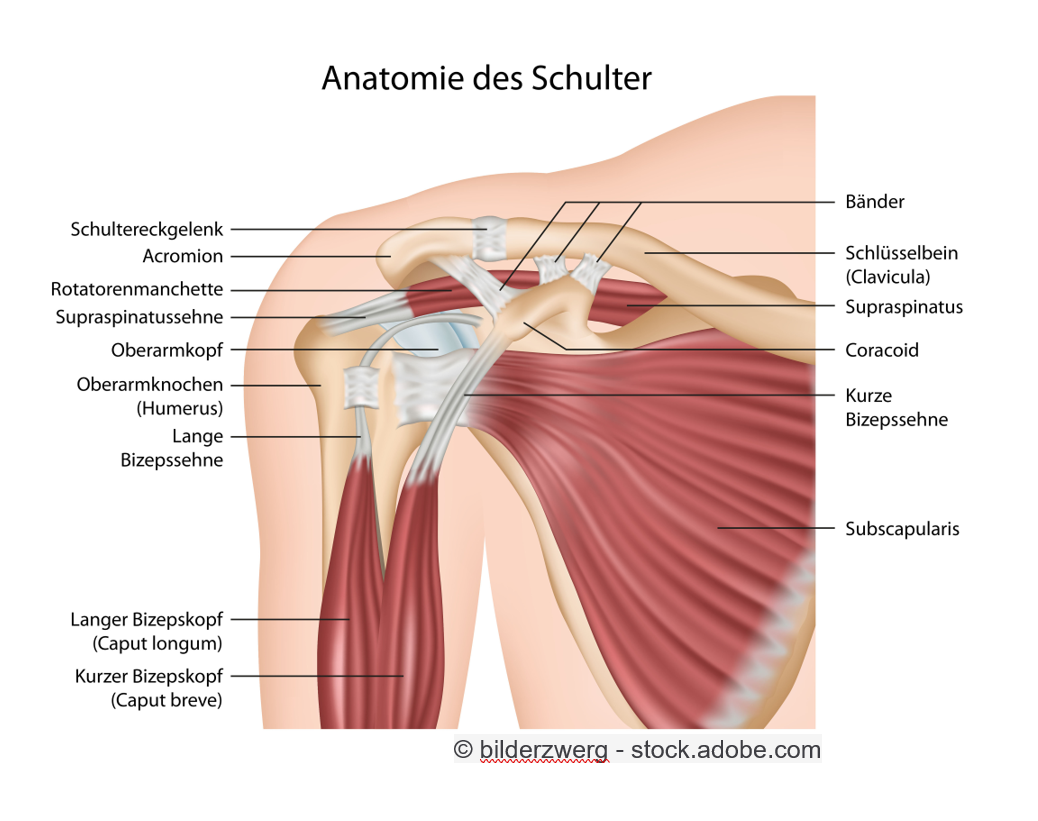 Anatomie des Schulter
Schultereckgelenk
Acromion
Rotatorenmanchette
Supraspinatussehne
Oberarmkopf
Oberarmknochen
(Humerus)
Lange
Bizepssehne
Langer Bizepskopf
(Caput longum)
Kurzer Bizepskopf
(Caput breve)
Bänder
Schlüsselbein
(Clavicula)
Supraspinatus
Coracoid
Kurze
Bizepssehne
Subscapularis
© bilderzwerg - stock.adobe.com